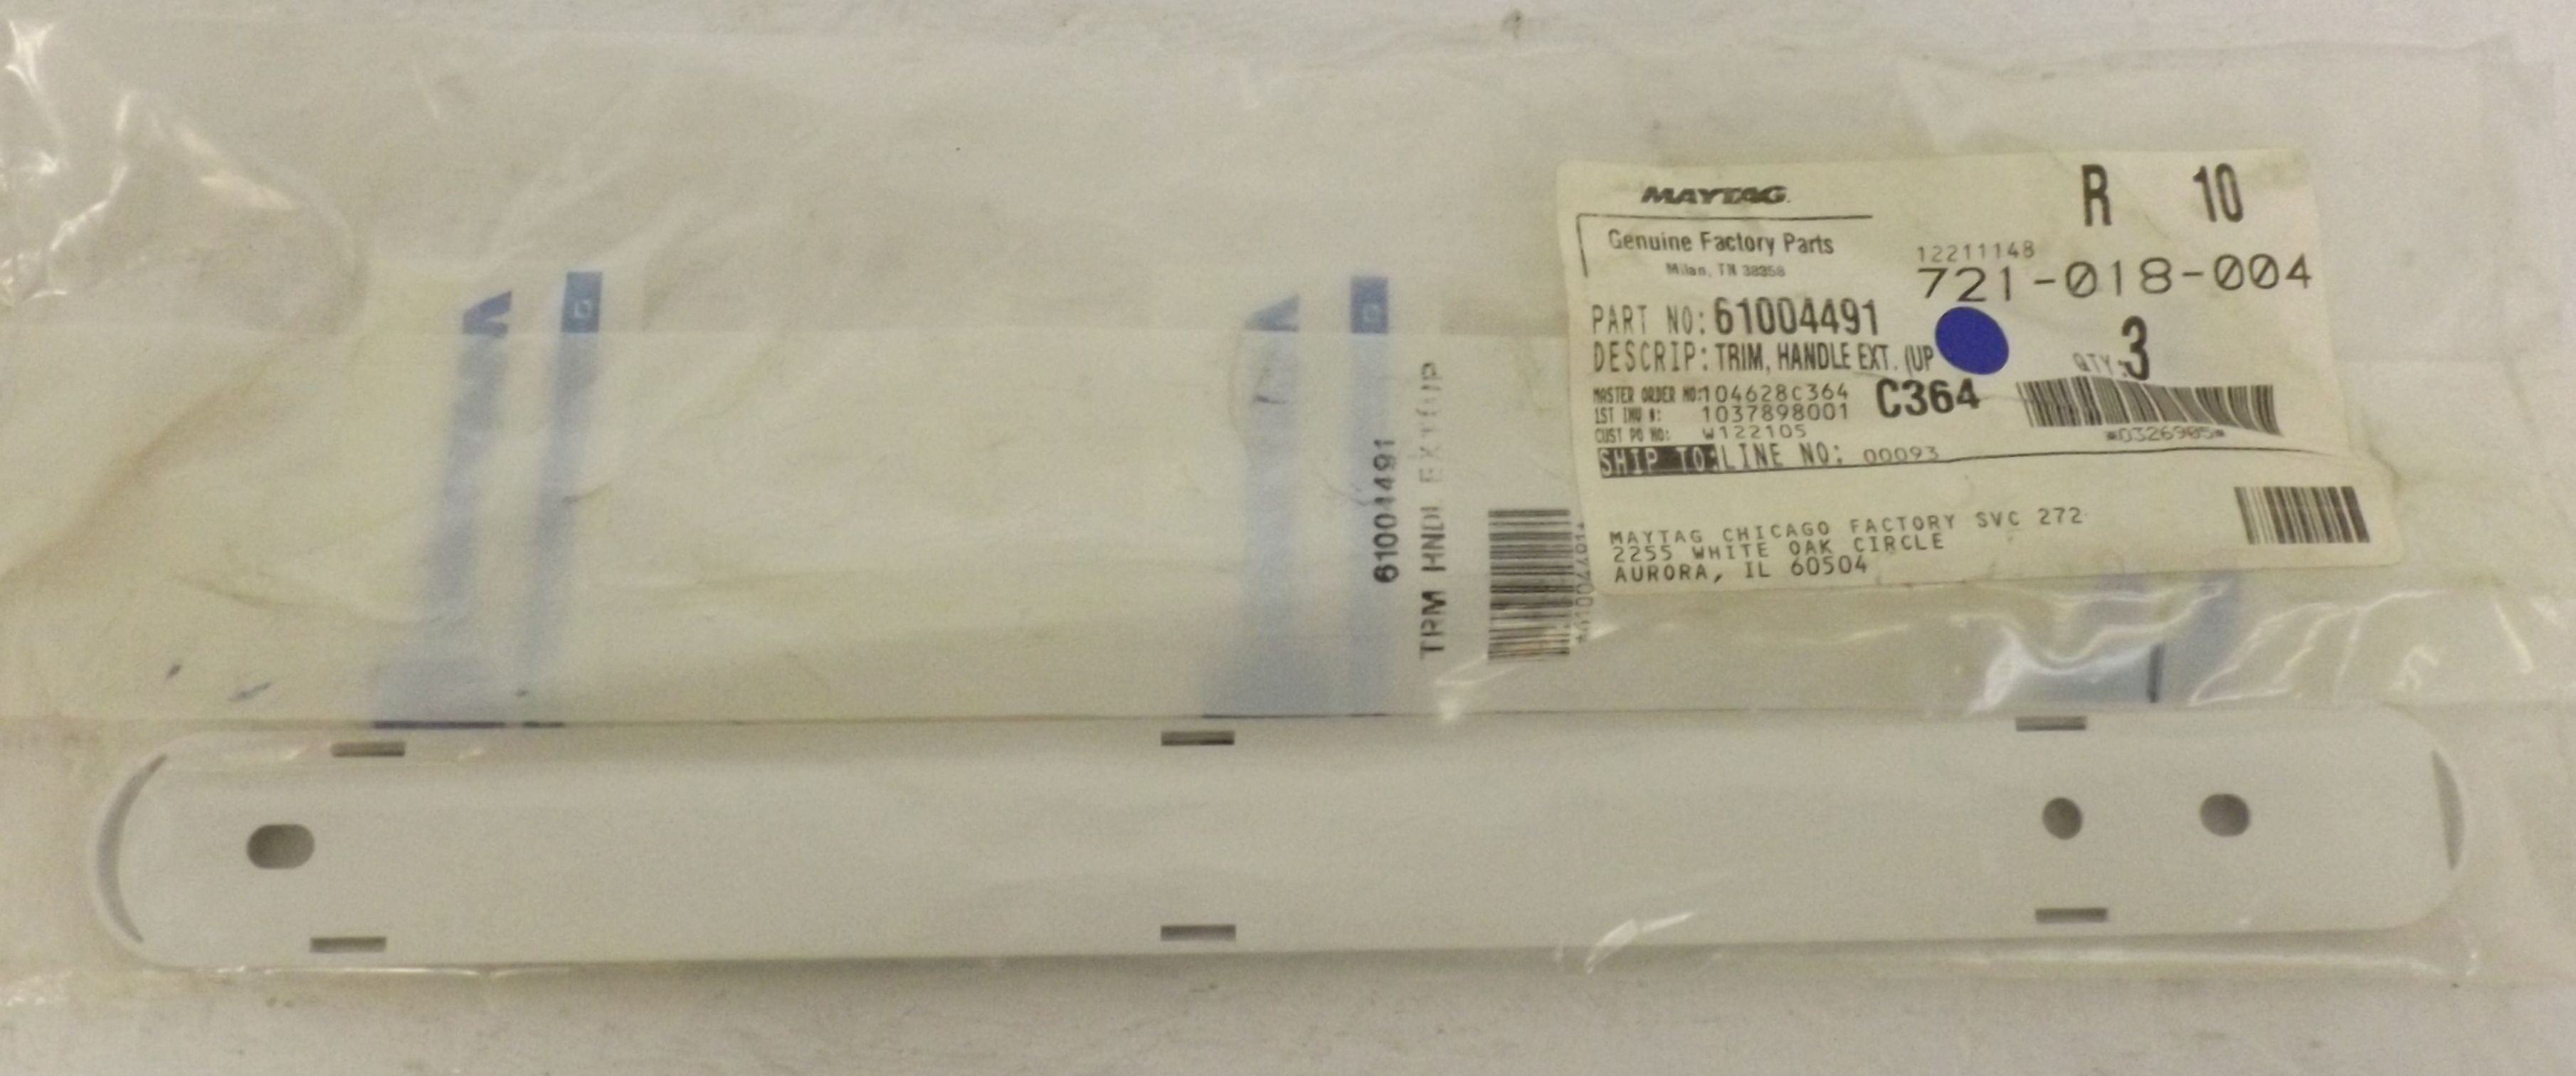 MAYTAG
R 10
Genuine Factory Parts
Milan, TN 38358
12211148
721-018-004
PART NO: 61004491
DESCRIP: TRIM, HANDLE EXT. (UP
QTY: 3
MASTER ORDER NO: 104628C364
C364
1ST INV #: 1037898001
CUST PO NO: W122105
*0326905*
SHIP TO: LINE NO: 00093
MAYTAG CHICAGO FACTORY SVC 272
2255 WHITE OAK CIRCLE
AURORA, IL 60504
61004491
TRM HNDL EXT(UP